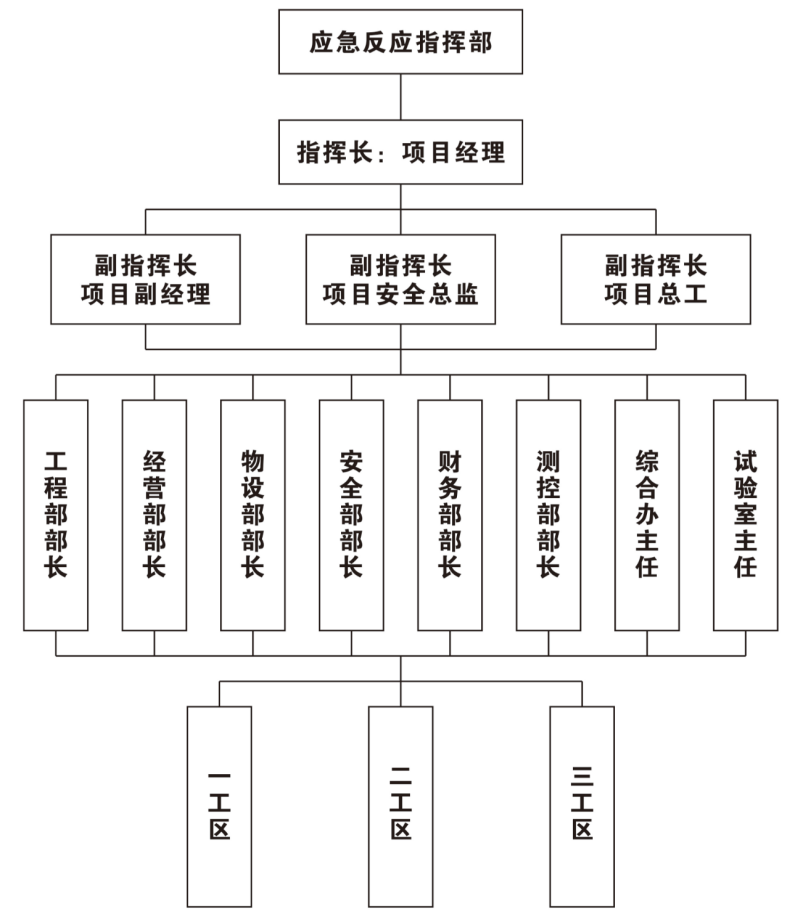 应急反应指挥部
指挥长：项目经理
副指挥长
项目副经理
副指挥长
项目安全总监
副指挥长
项目总工
工程部部长
经营部部长
物设部部长
安全部部长
财务部部长
测控部部长
综合办主任
试验室主任
一工区
二工区
三工区